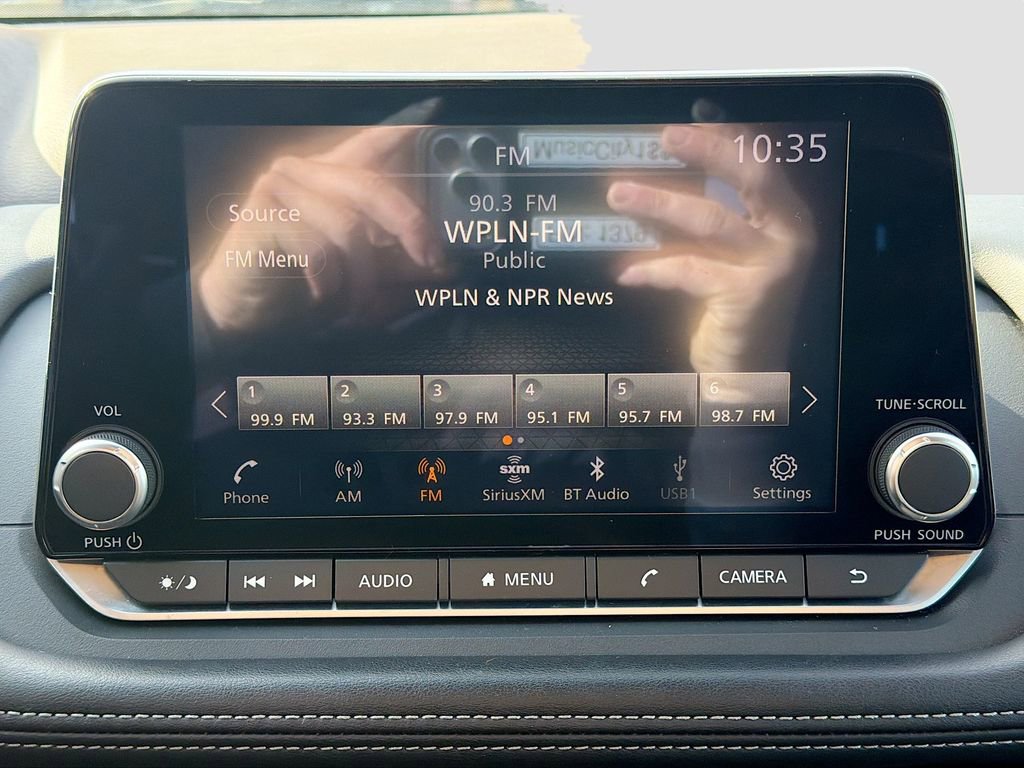 FM
10:35
Source
FM Menu
90.3 FM
WPLN-FM
Public
WPLN & NPR News
1 2 3 4 5 6
99.9 FM 93.3 FM 97.9 FM 95.1 FM 95.7 FM 98.7 FM
VOL
TUNE·SCROLL
sxm
Phone AM FM SiriusXM BT Audio USB1 Settings
PUSH
PUSH SOUND
AUDIO MENU CAMERA